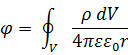 φ = ∮_V ρ dV / 4πεε₀r